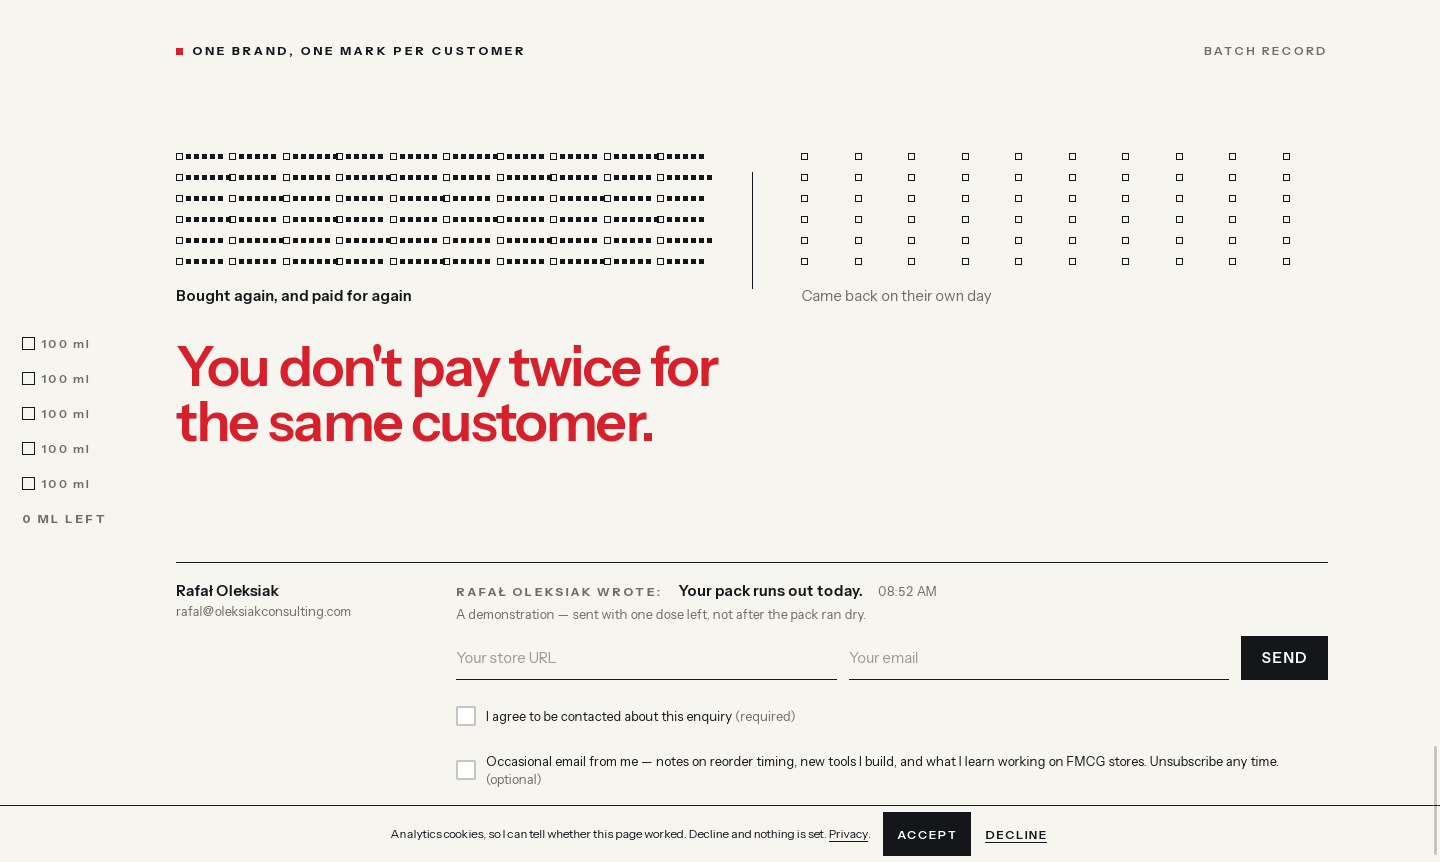 ONE BRAND, ONE MARK PER CUSTOMER
BATCH RECORD
Bought again, and paid for again
Came back on their own day
100 ml
100 ml
100 ml
100 ml
100 ml
0 ML LEFT
You don't pay twice for
the same customer.
Rafał Oleksiak
rafal@oleksiakconsulting.com
RAFAŁ OLEKSIAK WROTE: Your pack runs out today. 08:52 AM
A demonstration — sent with one dose left, not after the pack ran dry.
Your store URL
Your email
SEND
I agree to be contacted about this enquiry (required)
Occasional email from me — notes on reorder timing, new tools I build, and what I learn working on FMCG stores. Unsubscribe any time.
(optional)
Analytics cookies, so I can tell whether this page worked. Decline and nothing is set. Privacy.
ACCEPT
DECLINE